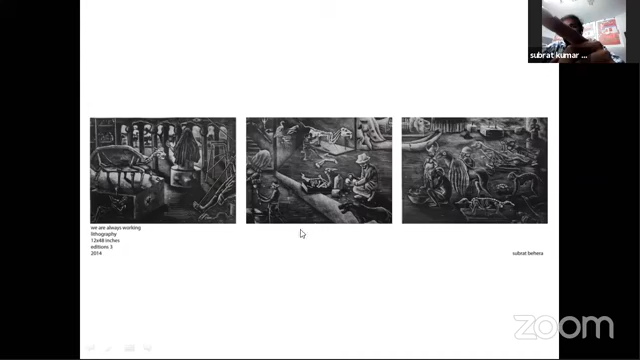 subrat kumar ...
we are always working
lithography
12x48 inches
editions 3
2014
subrat behera
zoom